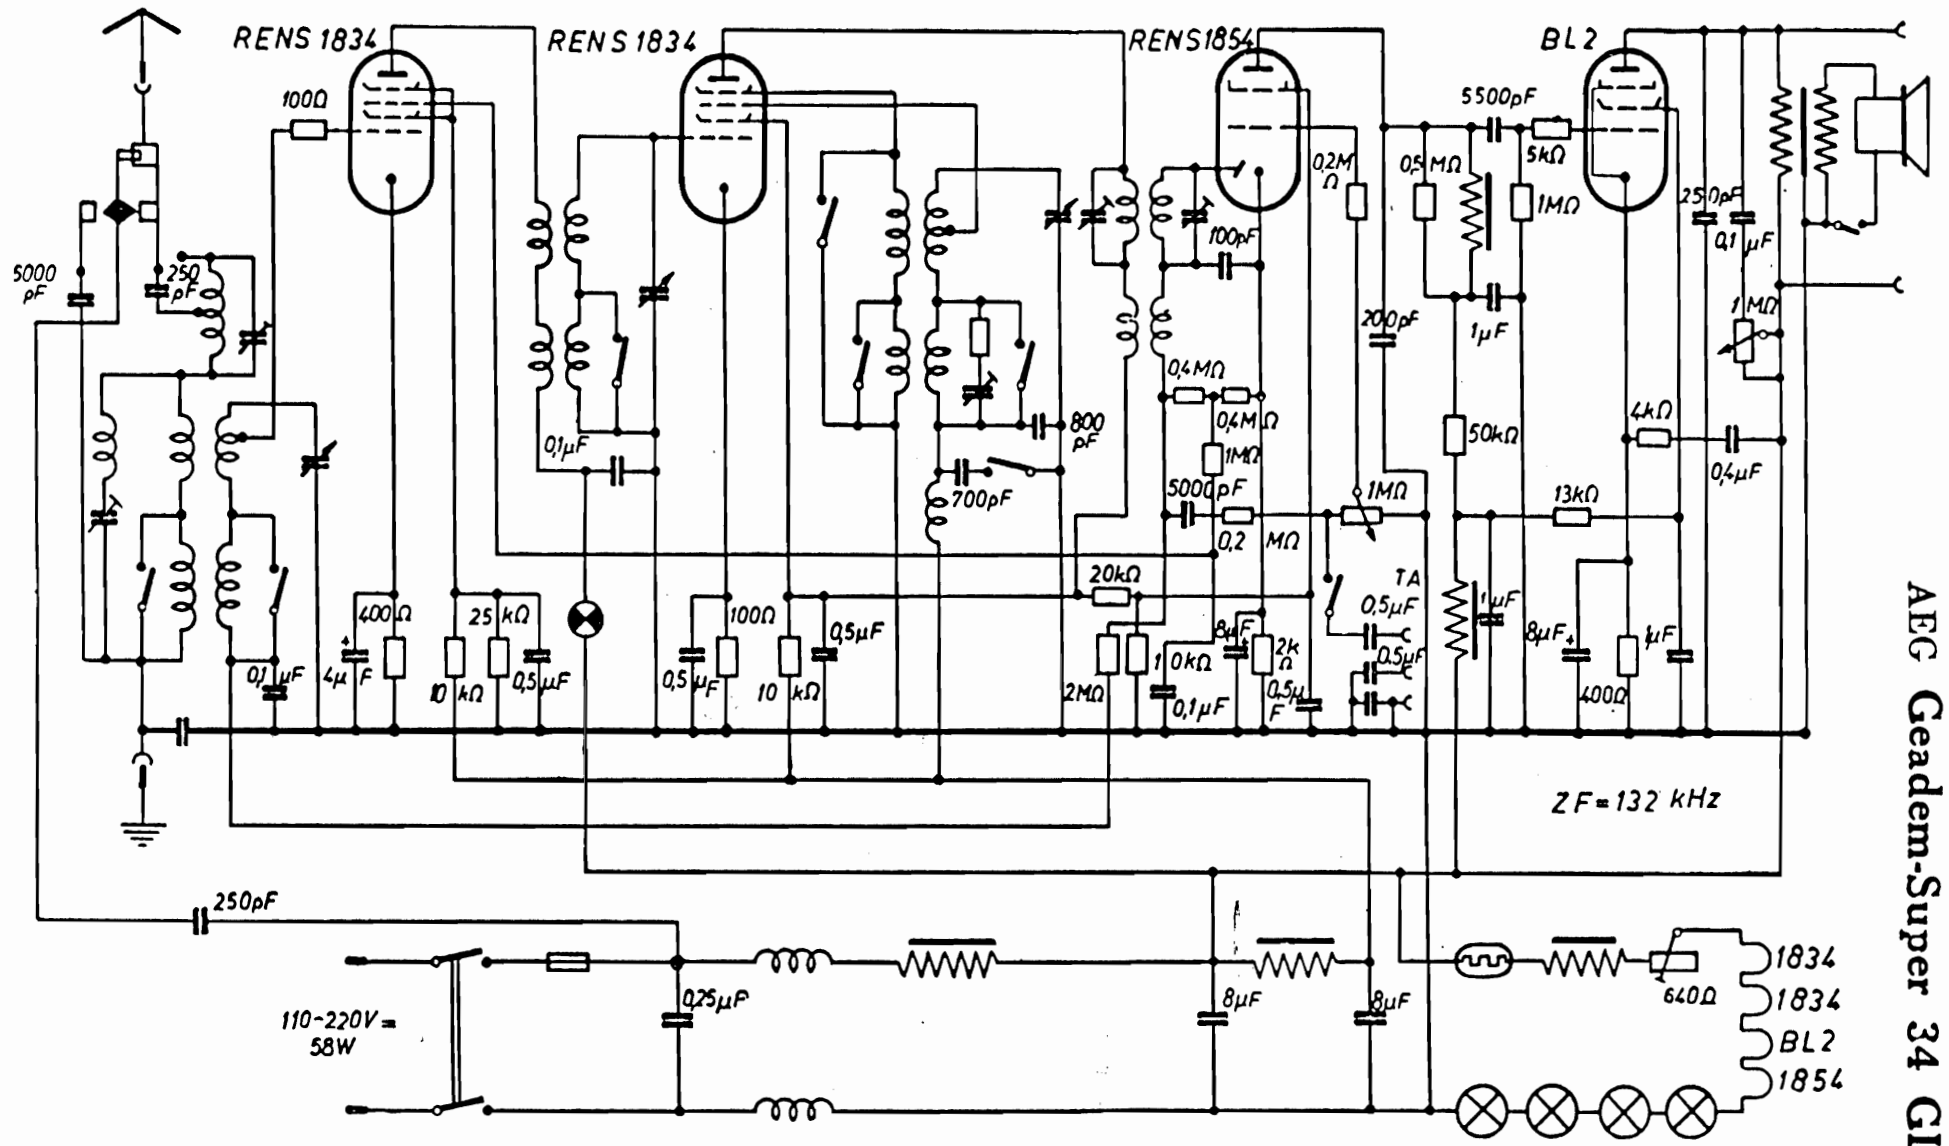 RENS 1834
RENS 1834
RENS1854
BL2
100Ω
5500pF
5kΩ
0,2M
Ω
0,5 MΩ
1MΩ
250pF
0,1 µF
5000
pF
250
pF
100pF
200pF
1µF
1 MΩ
0,4MΩ
0,4MΩ
4kΩ
0,1µF
800
pF
1MΩ
50kΩ
0,4µF
700pF
5000pF
1MΩ
13kΩ
0,2 MΩ
20kΩ
TA
400Ω
25 kΩ
100Ω
0,5µF
0,5µF
1µF
8µF
8µF
1µF
0,1 µF
4µF
10 kΩ
0,5µF
0,5µF
10 kΩ
2MΩ
10kΩ
0,1µF
2k
Ω
0,5µ
F
0,5µF
400Ω
ZF=132 kHz
250pF
0,25µF
8µF
8µF
640Ω
1834
1834
BL2
1854
110-220V=
58W
AEG Geadem-Super 34 Gl